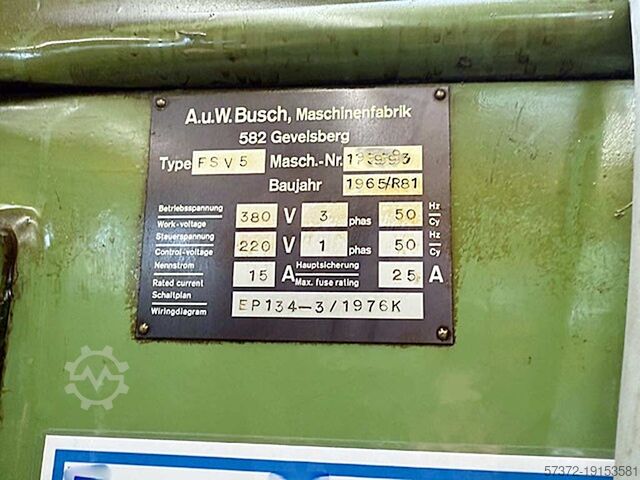 A.u.W. Busch, Maschinenfabrik
582 Gevelsberg
Type FSV5 Masch.-Nr.
Baujahr 1965/R81
Betriebsspannung
Work-voltage 380 V 3 phas 50 Hz/Cy
Steuerspannung
Control-voltage 220 V 1 phas 50 Hz/Cy
Nennstrom
Rated current 15 A Hauptsicherung
Max. fuse rating 25 A
Schaltplan
Wiringdiagram EP134-3/1976K
57372-19153581